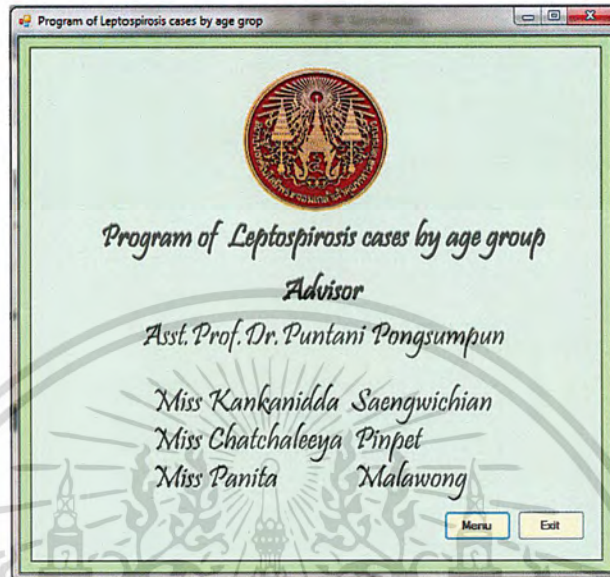 Program of Leptospirosis cases by age grop
Program of Leptospirosis cases by age group
Advisor
Asst. Prof. Dr. Puntani Pongsumpun
Miss Kankanidda Saengwichian
Miss Chatchaleeya Pinpet
Miss Panita Malawong
Menu Exit